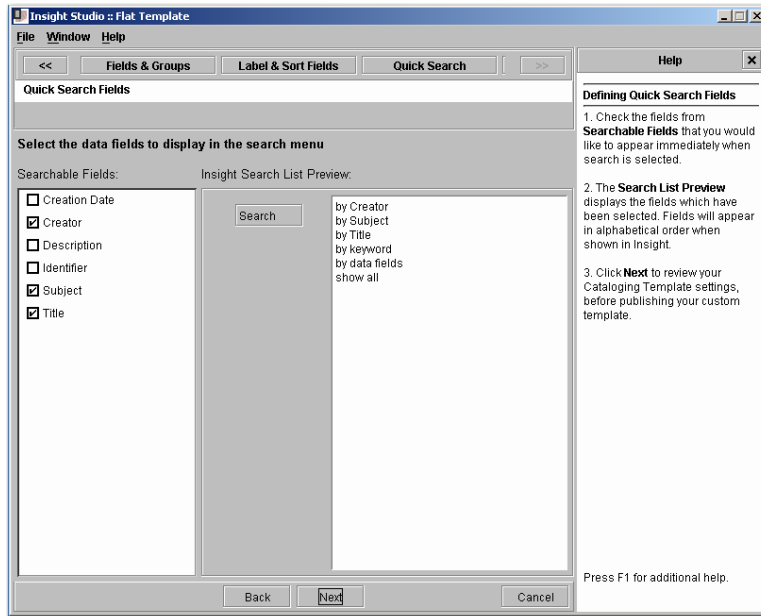 Insight Studio :: Flat Template
File Window Help
<< Fields & Groups Label & Sort Fields Quick Search >>
Quick Search Fields
Select the data fields to display in the search menu
Searchable Fields:
Creation Date
Creator
Description
Identifier
Subject
Title
Insight Search List Preview:
Search
by Creator
by Subject
by Title
by keyword
by data fields
show all
Back Next Cancel
Help
Defining Quick Search Fields
1. Check the fields from
Searchable Fields that you would
like to appear immediately when
search is selected.
2. The Search List Preview
displays the fields which have
been selected. Fields will appear
in alphabetical order when
shown in Insight.
3. Click Next to review your
Cataloging Template settings,
before publishing your custom
template.
Press F1 for additional help.